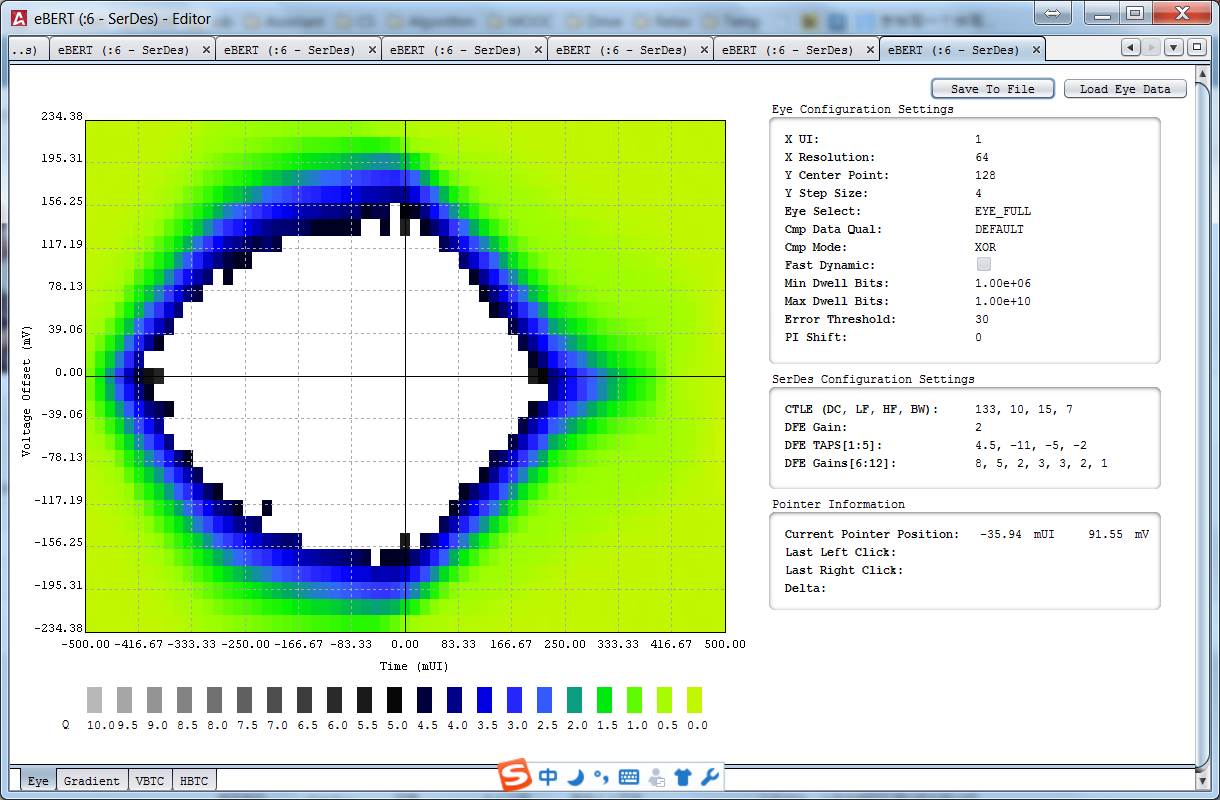 eBERT (:6 - SerDes) - Editor
..s) eBERT (:6 - SerDes) eBERT (:6 - SerDes) eBERT (:6 - SerDes) eBERT (:6 - SerDes) eBERT (:6 - SerDes) eBERT (:6 - SerDes)
Save To File Load Eye Data
Eye Configuration Settings
X UI: 1
X Resolution: 64
Y Center Point: 128
Y Step Size: 4
Eye Select: EYE_FULL
Cmp Data Qual: DEFAULT
Cmp Mode: XOR
Fast Dynamic:
Min Dwell Bits: 1.00e+06
Max Dwell Bits: 1.00e+10
Error Threshold: 30
PI Shift: 0
SerDes Configuration Settings
CTLE (DC, LF, HF, BW): 133, 10, 15, 7
DFE Gain: 2
DFE TAPS[1:5]: 4.5, -11, -5, -2
DFE Gains[6:12]: 8, 5, 2, 3, 3, 2, 1
Pointer Information
Current Pointer Position: -35.94 mUI 91.55 mV
Last Left Click:
Last Right Click:
Delta:
Voltage Offset (mV)
234.38
195.31
156.25
117.19
78.13
39.06
0.00
-39.06
-78.13
-117.19
-156.25
-195.31
-234.38
-500.00 -416.67 -333.33 -250.00 -166.67 -83.33 0.00 83.33 166.67 250.00 333.33 416.67 500.00
Time (mUI)
Q 10.0 9.5 9.0 8.5 8.0 7.5 7.0 6.5 6.0 5.5 5.0 4.5 4.0 3.5 3.0 2.5 2.0 1.5 1.0 0.5 0.0
Eye Gradient VBTC HBTC
中